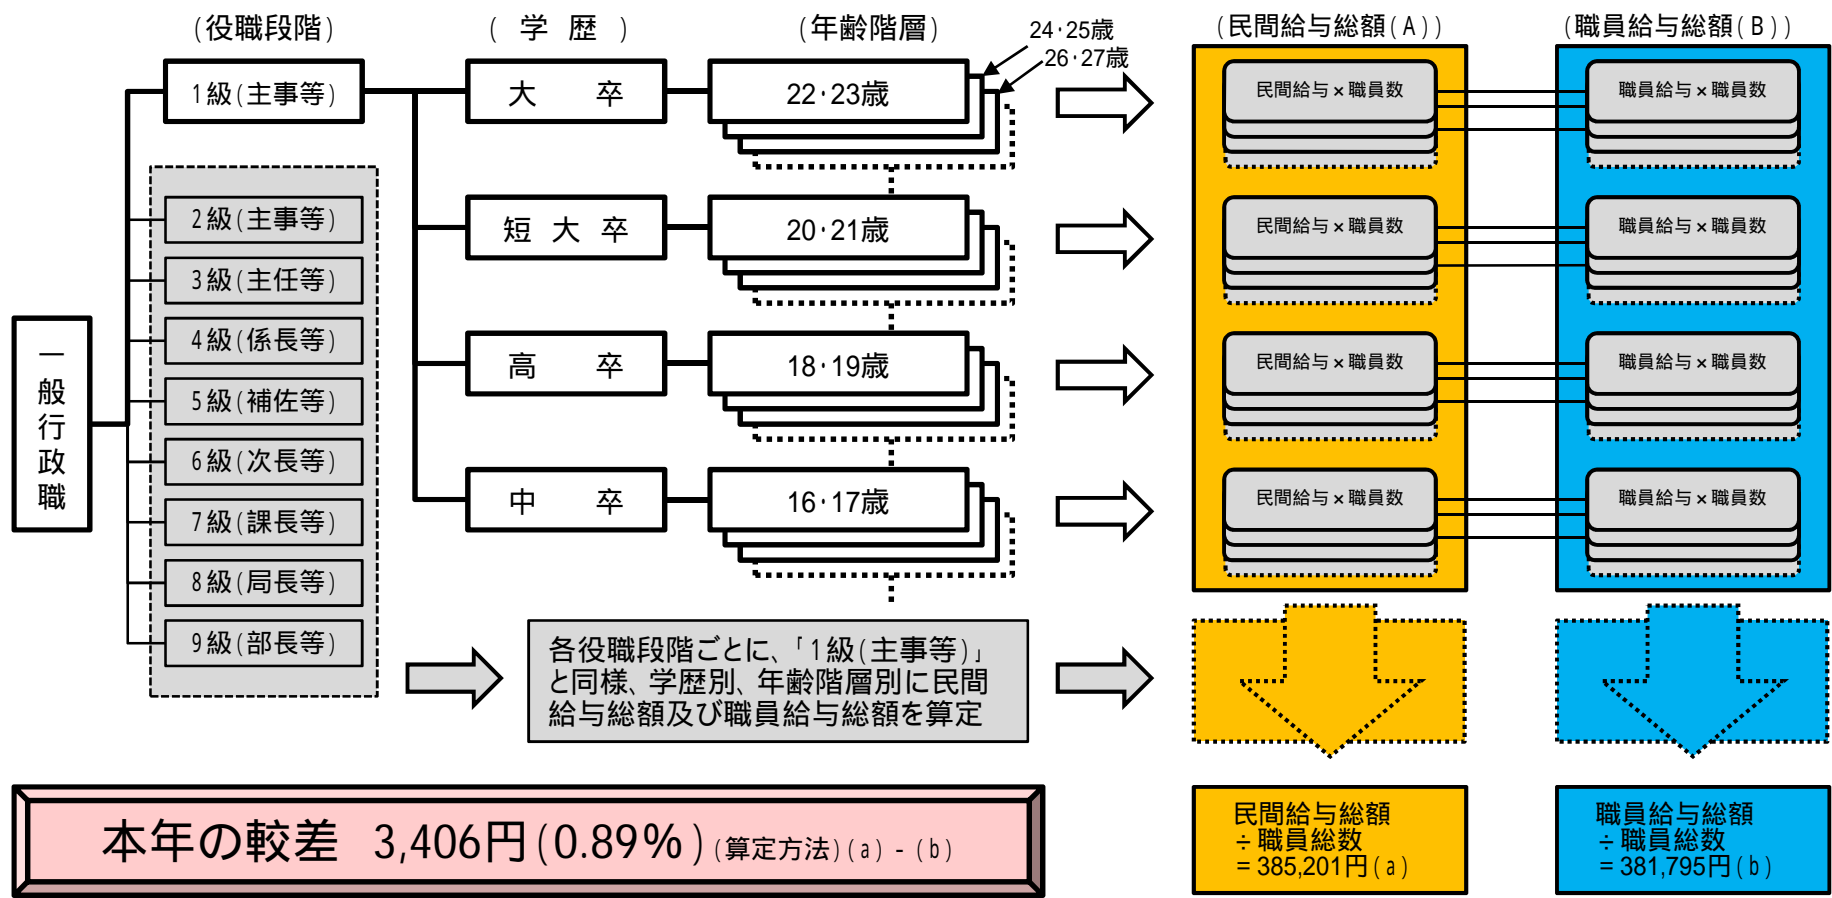 (役職段階)
( 学 歴 )
(年齢階層)
24・25歳
26・27歳
(民間給与総額(A))
(職員給与総額(B))
一般行政職
1級(主事等)
2級(主事等)
3級(主任等)
4級(係長等)
5級(補佐等)
6級(次長等)
7級(課長等)
8級(局長等)
9級(部長等)
大 卒
22・23歳
民間給与×職員数
職員給与×職員数
短 大 卒
20・21歳
民間給与×職員数
職員給与×職員数
高 卒
18・19歳
民間給与×職員数
職員給与×職員数
中 卒
16・17歳
民間給与×職員数
職員給与×職員数
各役職段階ごとに、「1級(主事等)」
と同様、学歴別、年齢階層別に民間
給与総額及び職員給与総額を算定
本年の較差 3,406円(0.89%)(算定方法)(a) - (b)
民間給与総額
÷職員総数
= 385,201円(a)
職員給与総額
÷職員総数
= 381,795円(b)